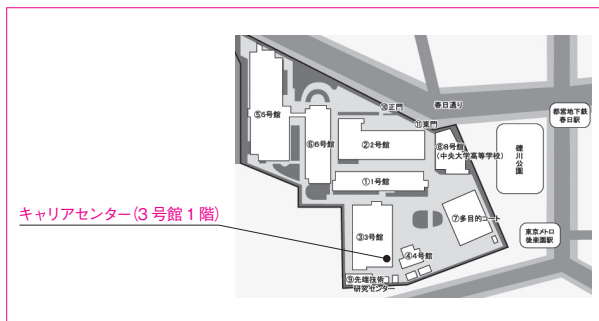 ⑩正門
春日通り
都営地下鉄
春日駅
⑪東門
⑤5号館
⑥6号館
②2号館
⑧8号館
(中央大学高等学校)
礫川公園
①1号館
キャリアセンター(3号館1階)
⑦多目的コート
③3号館
④4号館
東京メトロ
後楽園駅
⑨先端技術
研究センター